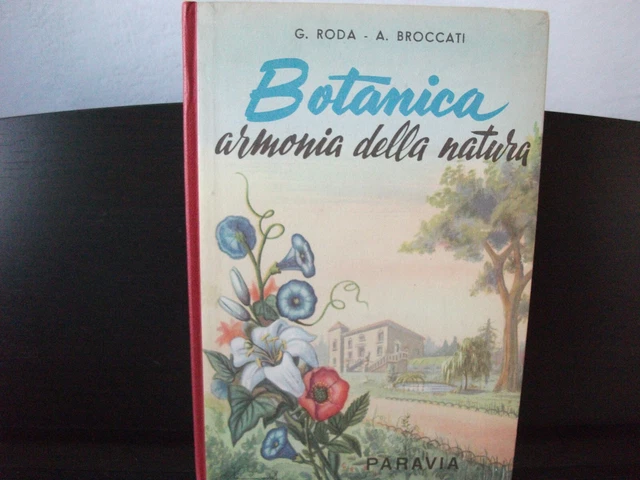 G. RODA - A. BROCCATI
Botanica
armonia della natura
PARAVIA